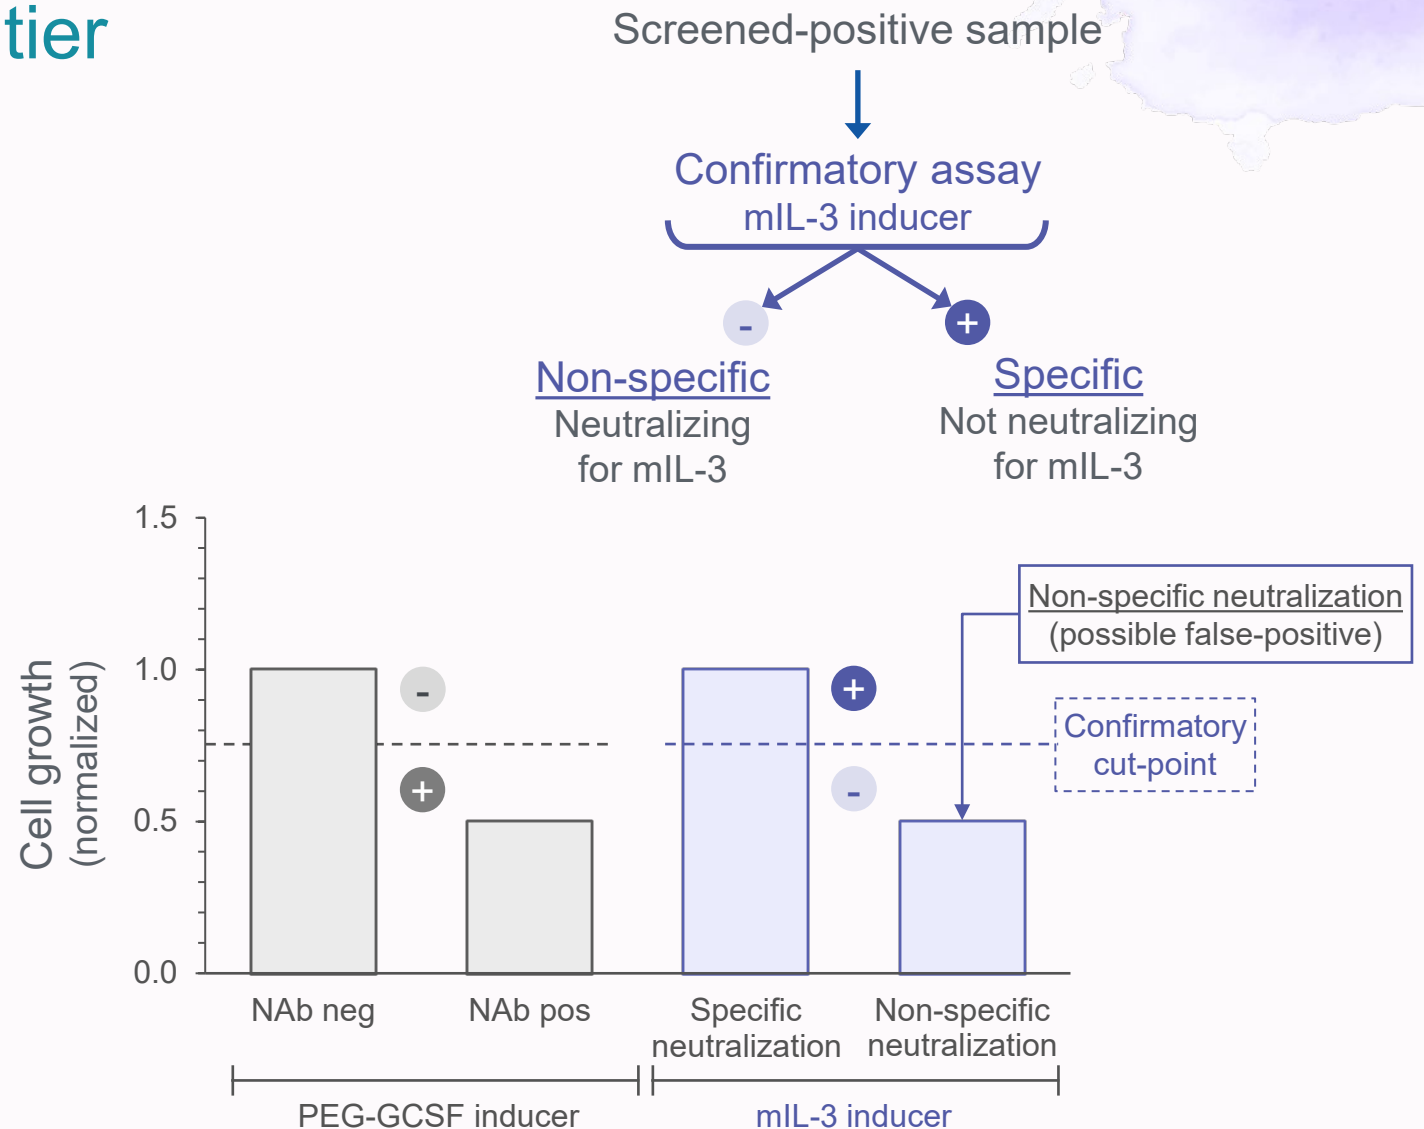 tier
Screened-positive sample
Confirmatory assay
mIL-3 inducer
-
+
Non-specific
Neutralizing
for mIL-3
Specific
Not neutralizing
for mIL-3
Cell growth
(normalized)
1.5
1.0
0.5
0.0
-
+
+
-
Non-specific neutralization
(possible false-positive)
Confirmatory
cut-point
NAb neg
NAb pos
Specific
neutralization
Non-specific
neutralization
PEG-GCSF inducer
mIL-3 inducer